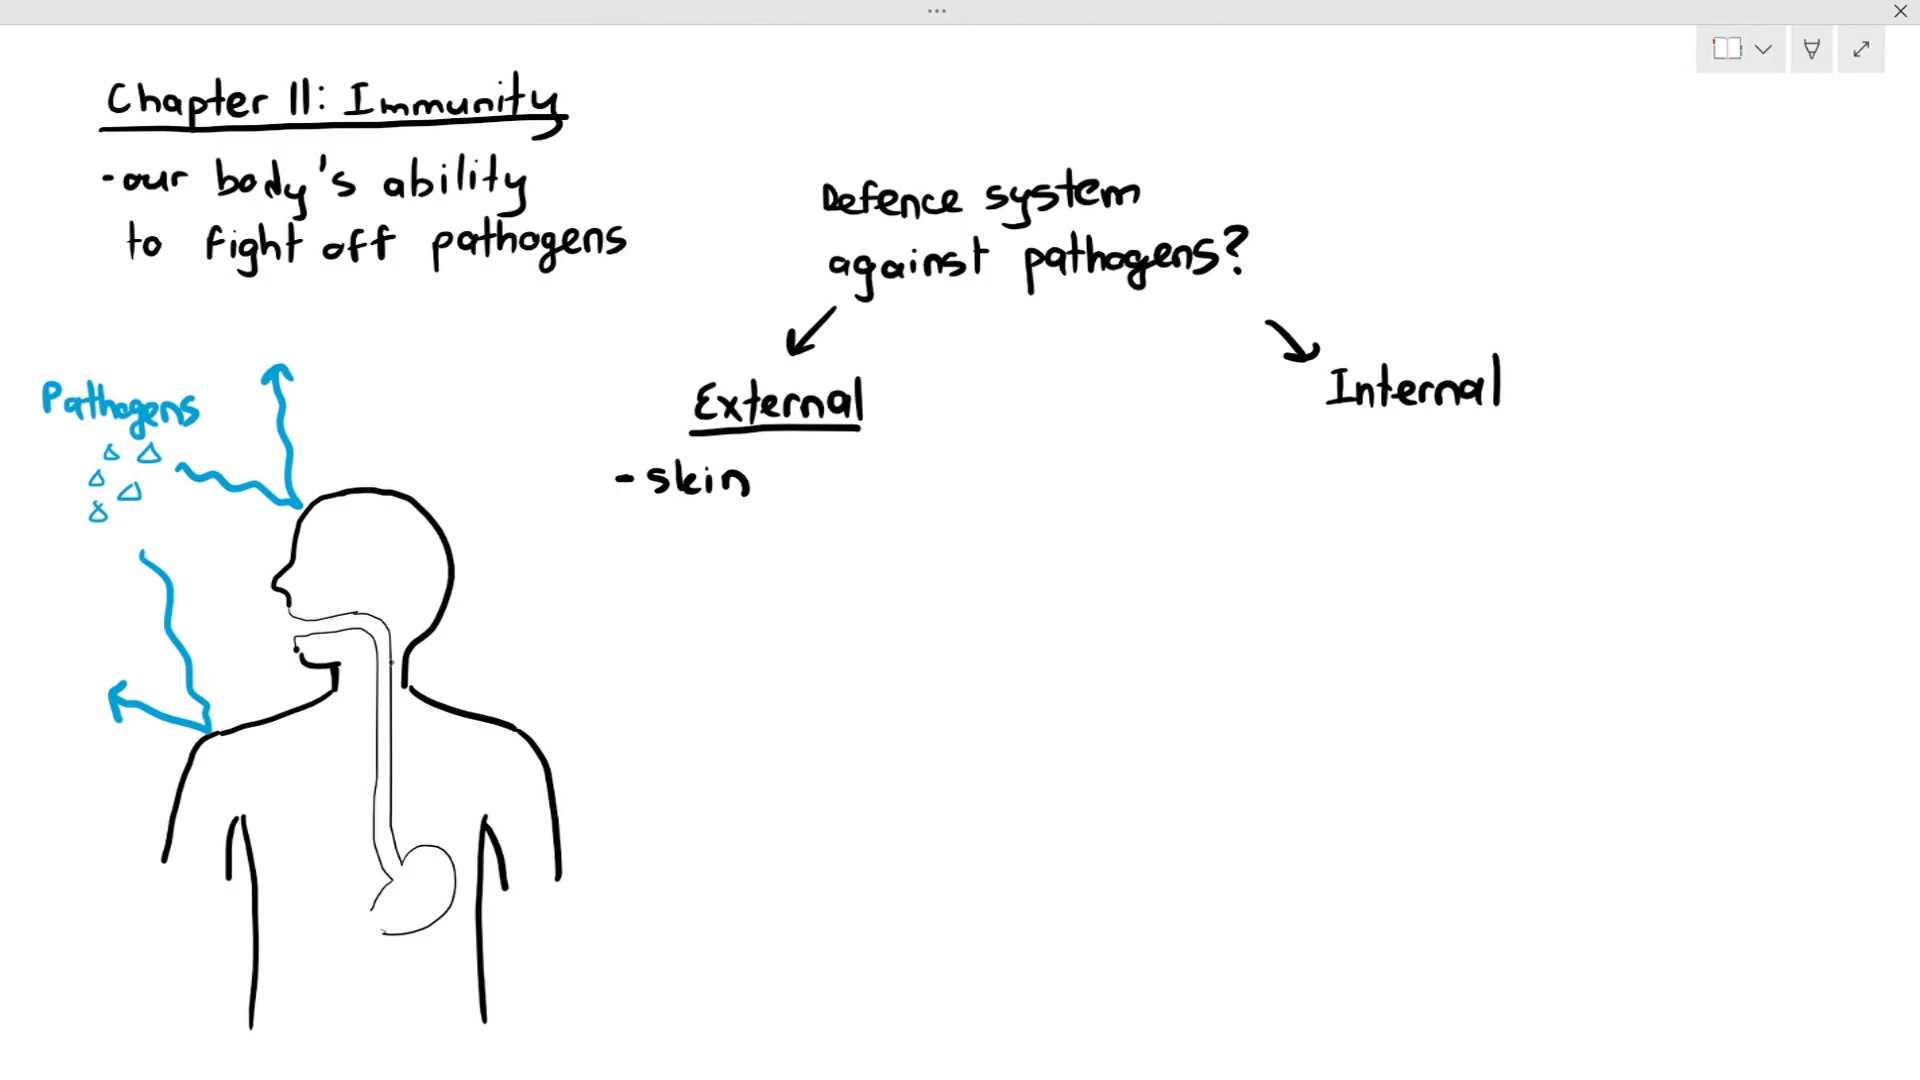 Chapter 11: Immunity
- our body's ability
to fight off pathogens
Defence system
against pathogens?
External
Internal
- skin
Pathogens